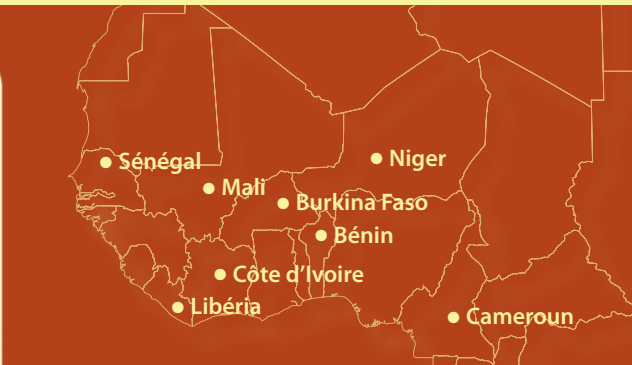 Niger
Sénégal
Mali
Burkina Faso
Bénin
Côte d'Ivoire
Libéria
Cameroun